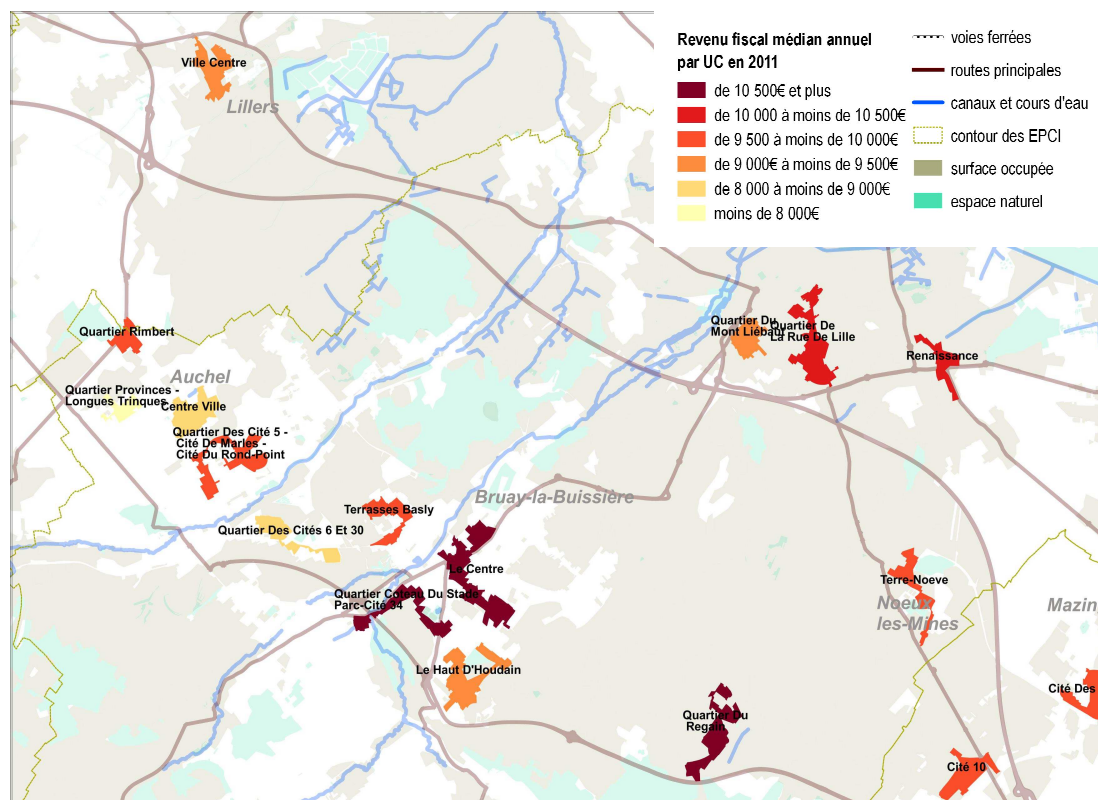 Revenu fiscal médian annuel
par UC en 2011
de 10 500€ et plus
de 10 000 à moins de 10 500€
de 9 500 à moins de 10 000€
de 9 000€ à moins de 9 500€
de 8 000 à moins de 9 000€
moins de 8 000€
voies ferrées
routes principales
canaux et cours d'eau
contour des EPCI
surface occupée
espace naturel
Ville Centre
Lillers
Quartier Rimbert
Auchel
Quartier Provinces -
Longues Trinques
Centre Ville
Quartier Des Cité 5 -
Cité De Marles -
Cité Du Rond-Point
Quartier Du
Mont Liébaut
Quartier De
La Rue De Lille
Renaissance
Bruay-la-Buissière
Terrasses Basly
Quartier Des Cités 6 Et 30
Le Centre
Quartier Coteau Du Stade
Parc-Cité 34
Terre-Noeve
Noeux
les-Mines
Mazin
Le Haut D'Houdain
Cité Des
Quartier Du
Regain
Cité 10